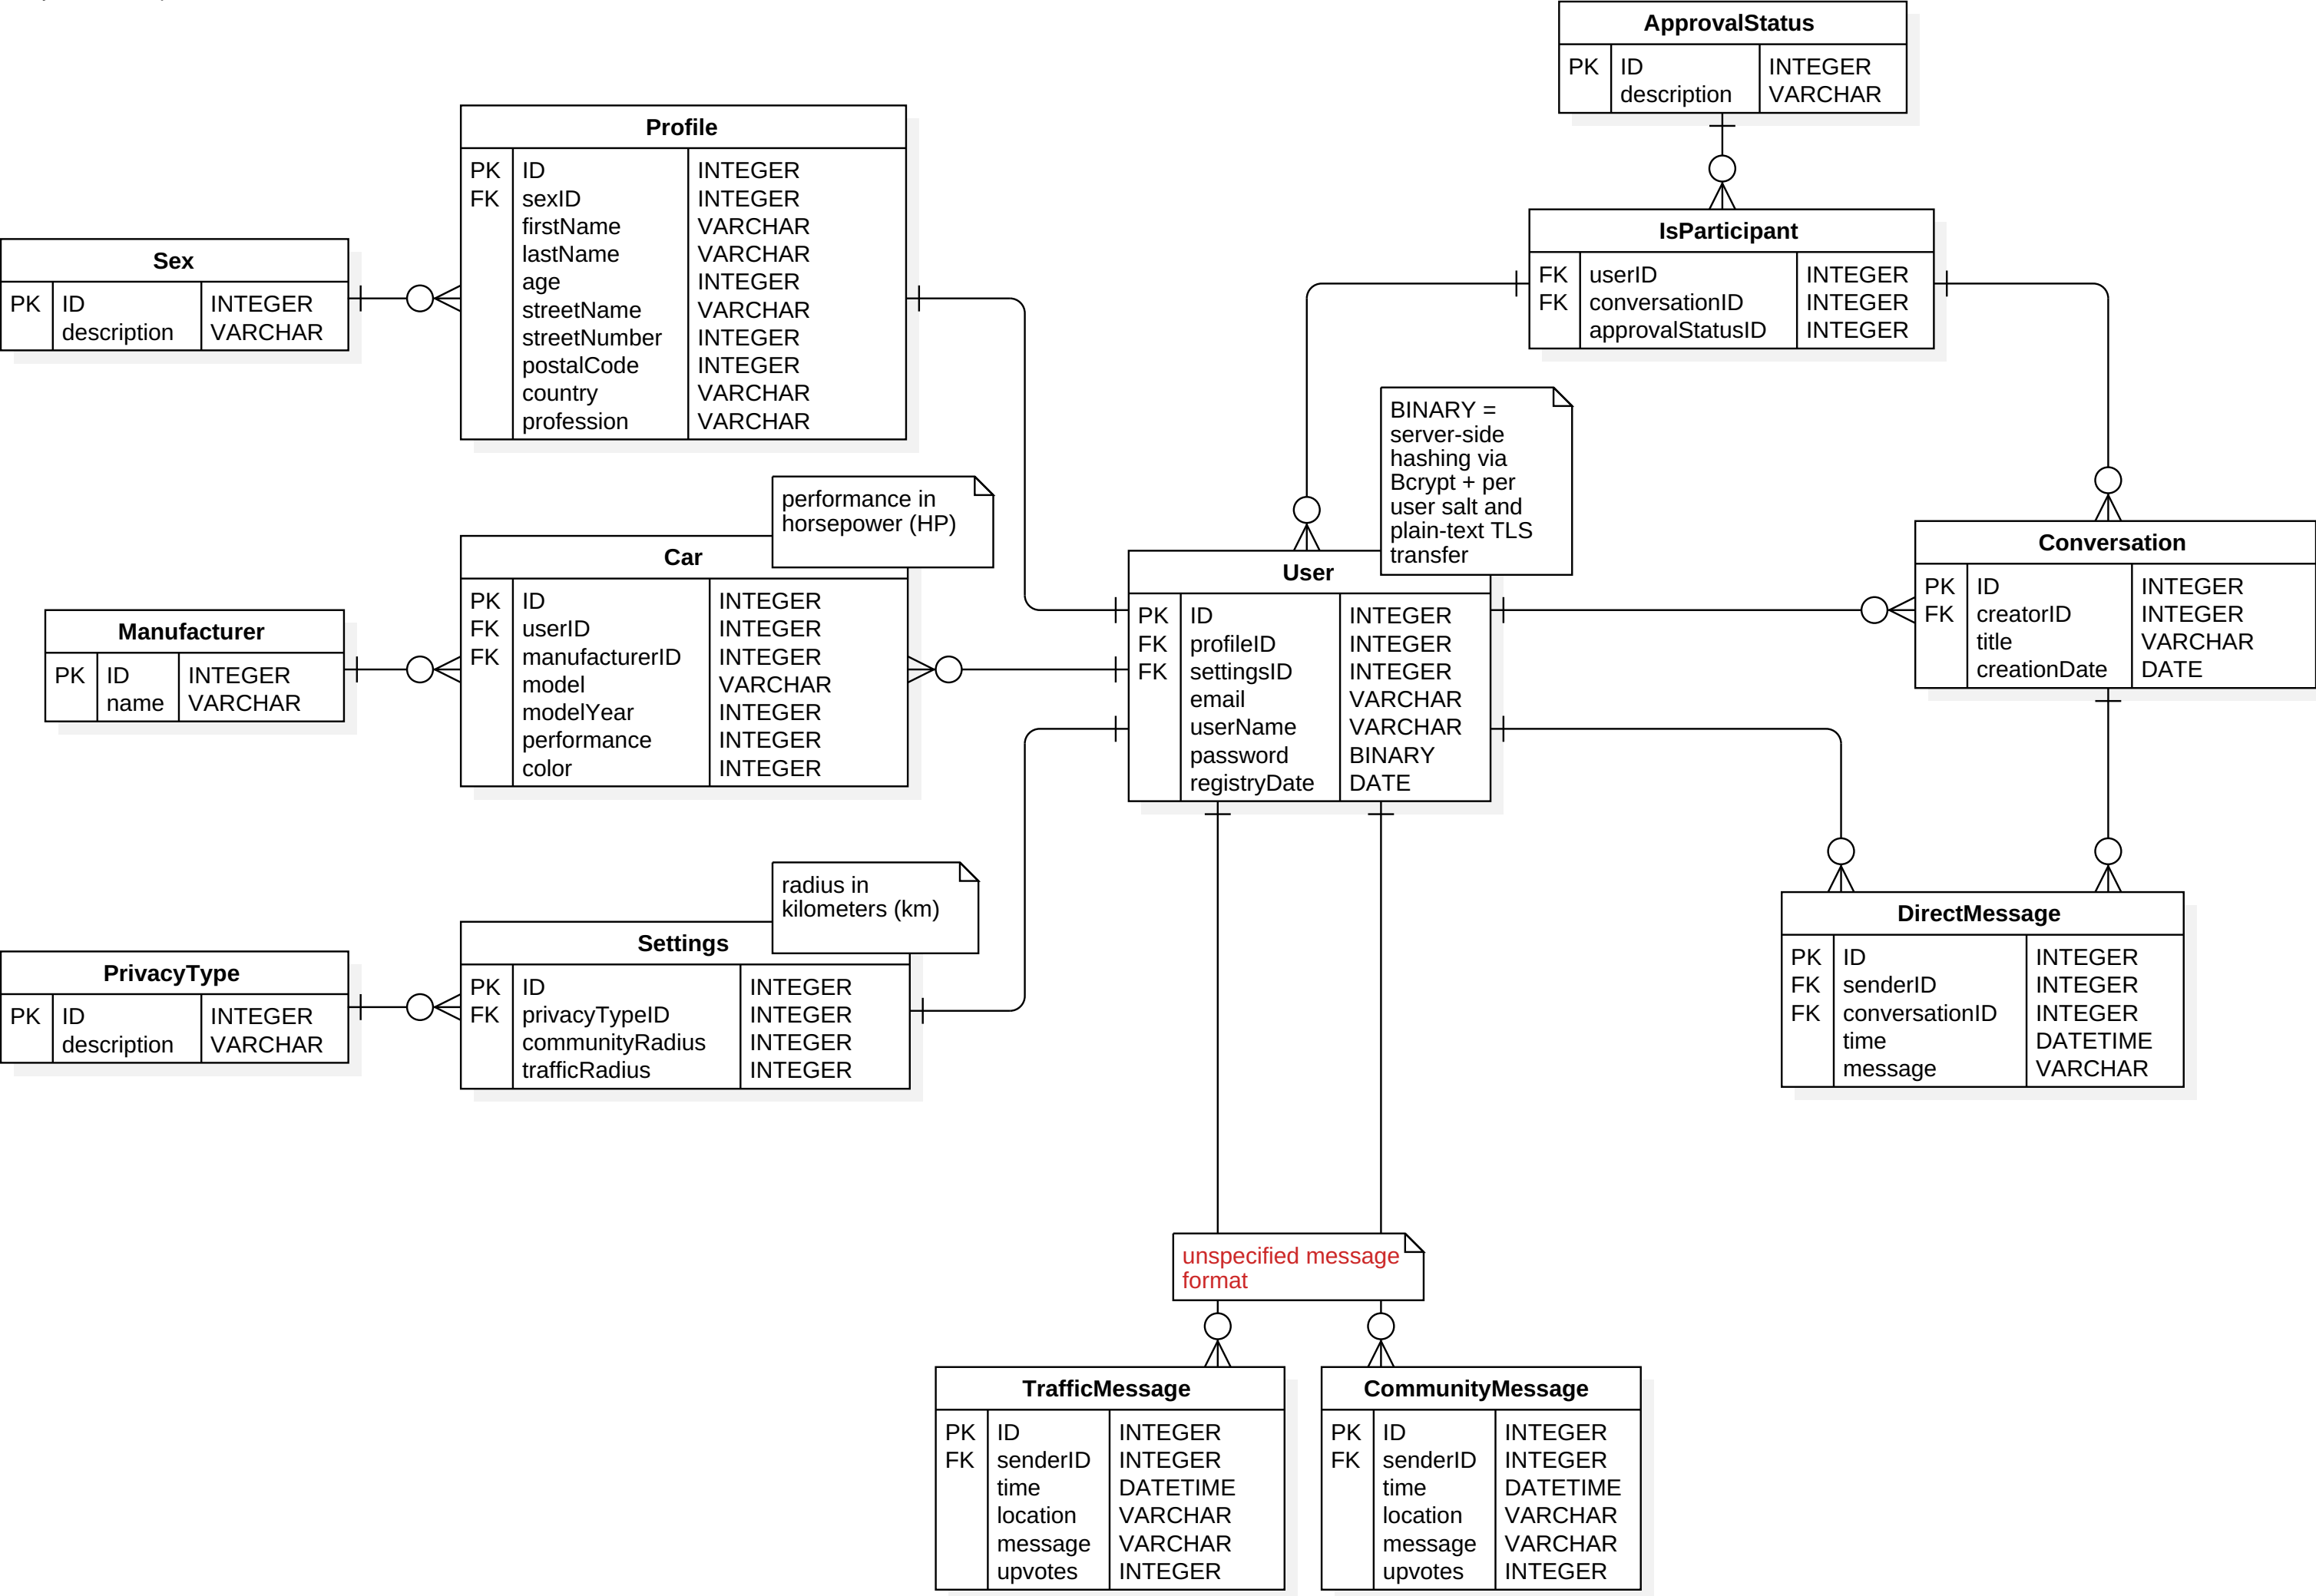 ApprovalStatus
PK ID INTEGER
description VARCHAR
Profile
PK ID INTEGER
FK sexID INTEGER
firstName VARCHAR
lastName VARCHAR
age INTEGER
streetName VARCHAR
streetNumber INTEGER
postalCode INTEGER
country VARCHAR
profession VARCHAR
Sex
PK ID INTEGER
description VARCHAR
IsParticipant
FK userID INTEGER
FK conversationID INTEGER
approvalStatusID INTEGER
BINARY =
server-side
hashing via
Bcrypt + per
user salt and
plain-text TLS
transfer
performance in
horsepower (HP)
Car
PK ID INTEGER
FK userID INTEGER
FK manufacturerID INTEGER
model VARCHAR
modelYear INTEGER
performance INTEGER
color INTEGER
Manufacturer
PK ID INTEGER
name VARCHAR
User
PK ID INTEGER
FK profileID INTEGER
FK settingsID INTEGER
email VARCHAR
userName VARCHAR
password BINARY
registryDate DATE
Conversation
PK ID INTEGER
FK creatorID INTEGER
title VARCHAR
creationDate DATE
radius in
kilometers (km)
Settings
PK ID INTEGER
FK privacyTypeID INTEGER
communityRadius INTEGER
trafficRadius INTEGER
PrivacyType
PK ID INTEGER
description VARCHAR
DirectMessage
PK ID INTEGER
FK senderID INTEGER
FK conversationID INTEGER
time DATETIME
message VARCHAR
unspecified message
format
TrafficMessage
PK ID INTEGER
FK senderID INTEGER
time DATETIME
location VARCHAR
message VARCHAR
upvotes INTEGER
CommunityMessage
PK ID INTEGER
FK senderID INTEGER
time DATETIME
location VARCHAR
message VARCHAR
upvotes INTEGER